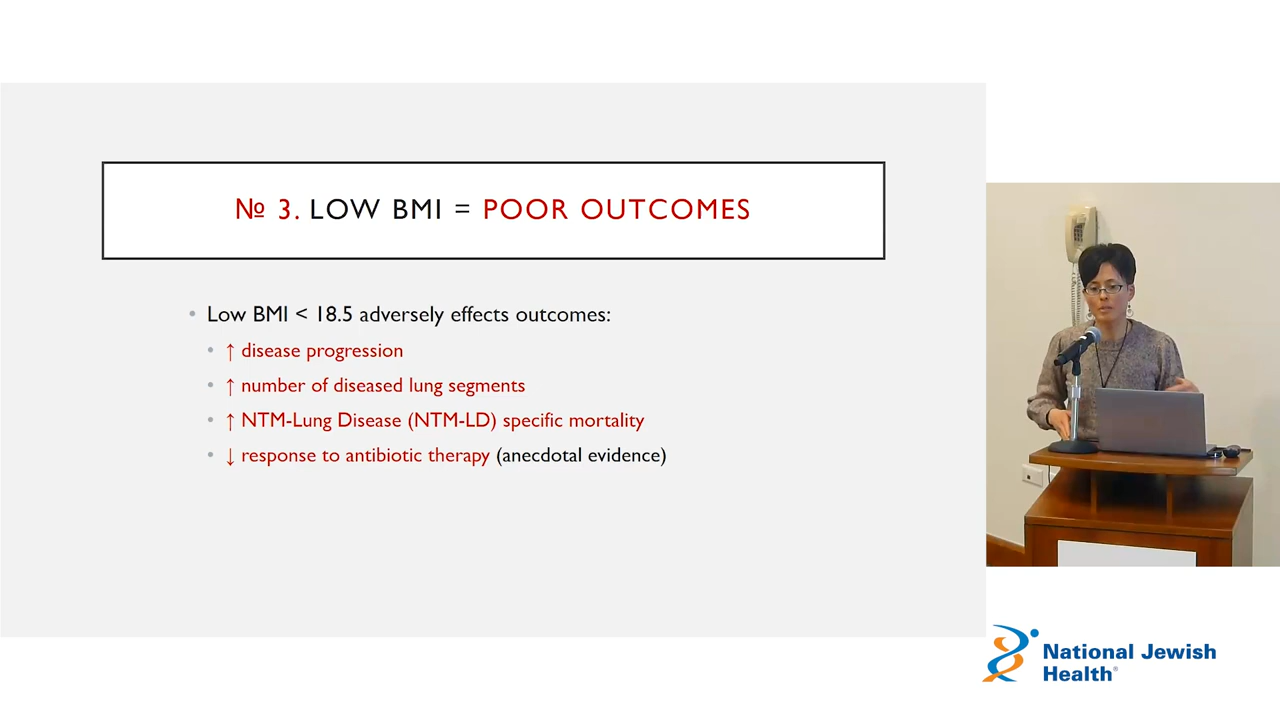 № 3. LOW BMI = POOR OUTCOMES
• Low BMI < 18.5 adversely effects outcomes:
• ↑ disease progression
• ↑ number of diseased lung segments
• ↑ NTM-Lung Disease (NTM-LD) specific mortality
• ↓ response to antibiotic therapy (anecdotal evidence)
National Jewish
Health®